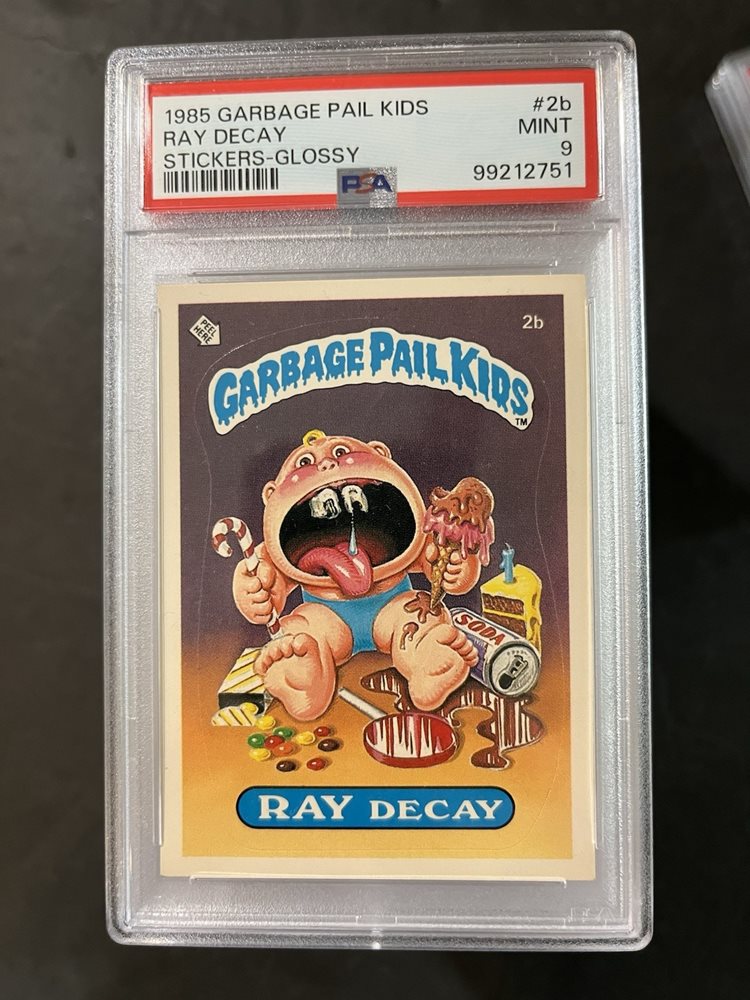 1985 GARBAGE PAIL KIDS #2b
RAY DECAY MINT
STICKERS-GLOSSY 9
PSA 99212751
PEEL HERE
2b
GARBAGE PAIL KIDS
TM
SODA
RAY DECAY